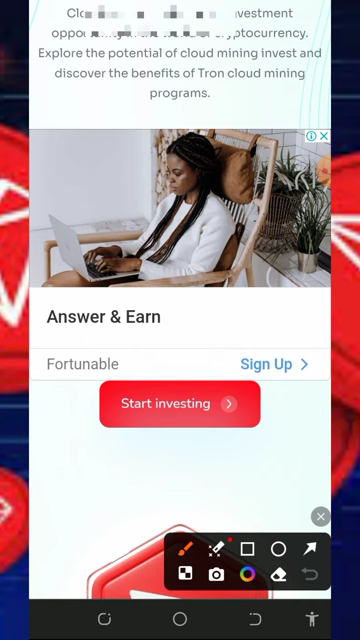 vestment
Explore the potential of cloud mining invest and
discover the benefits of Tron cloud mining
programs.
Answer & Earn
Fortunable
Sign Up
Start investing